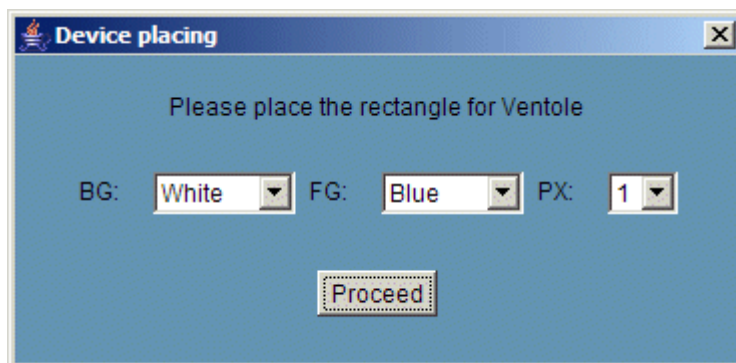 Device placing
Please place the rectangle for Ventole
BG: White FG: Blue PX: 1
Proceed